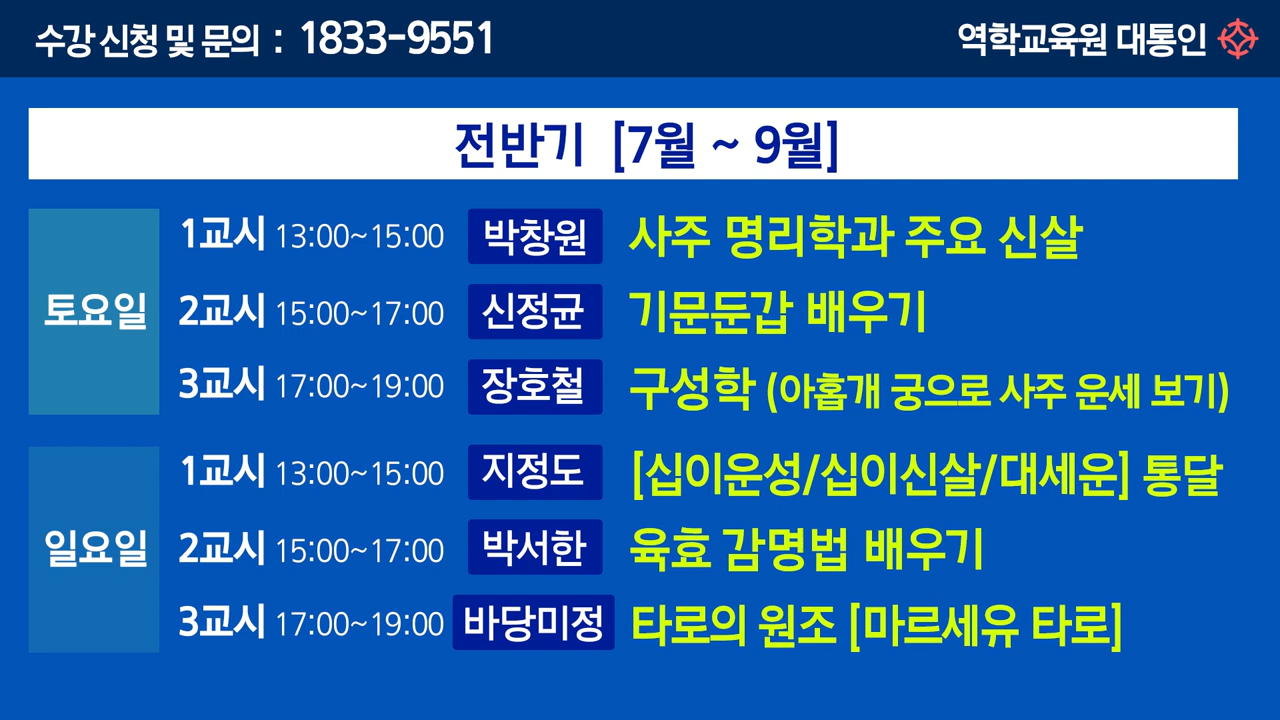 수강 신청 및 문의 : 1833-9551
역학교육원 대통인
전반기 [7월 ~ 9월]
토요일
1교시 13:00~15:00 박창원 사주 명리학과 주요 신살
2교시 15:00~17:00 신정균 기문둔갑 배우기
3교시 17:00~19:00 장호철 구성학 (아홉개 궁으로 사주 운세 보기)
일요일
1교시 13:00~15:00 지정도 [십이운성/십이신살/대세운] 통달
2교시 15:00~17:00 박서한 육효 감명법 배우기
3교시 17:00~19:00 바당미정 타로의 원조 [마르세유 타로]